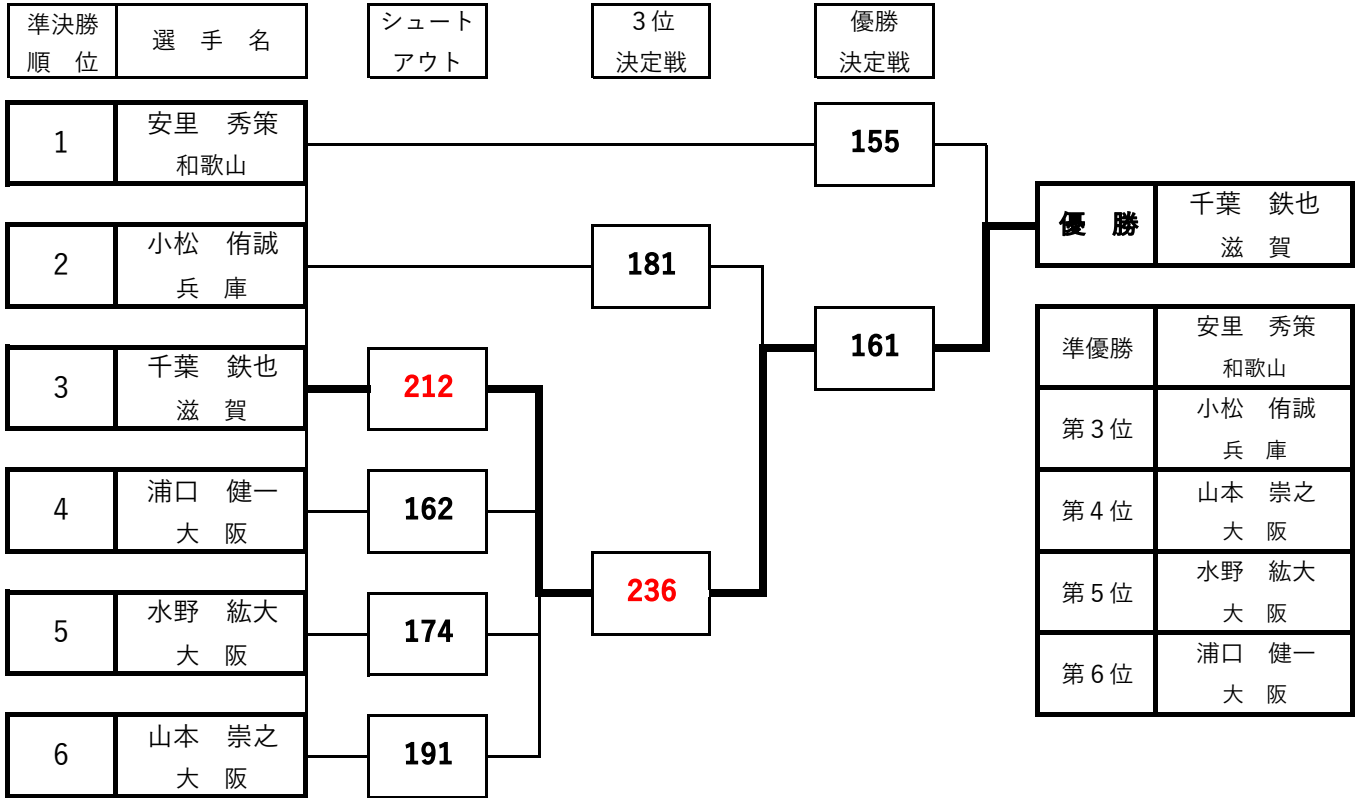 準決勝
順　位
選　手　名
シュート
アウト
３位
決定戦
優勝
決定戦
1
安里　秀策
和歌山
155
2
小松　侑誠
兵　庫
181
3
千葉　鉄也
滋　賀
212
161
4
浦口　健一
大　阪
162
236
5
水野　紘大
大　阪
174
6
山本　崇之
大　阪
191
優　勝
千葉　鉄也
滋　賀
準優勝
安里　秀策
和歌山
第３位
小松　侑誠
兵　庫
第４位
山本　崇之
大　阪
第５位
水野　紘大
大　阪
第６位
浦口　健一
大　阪